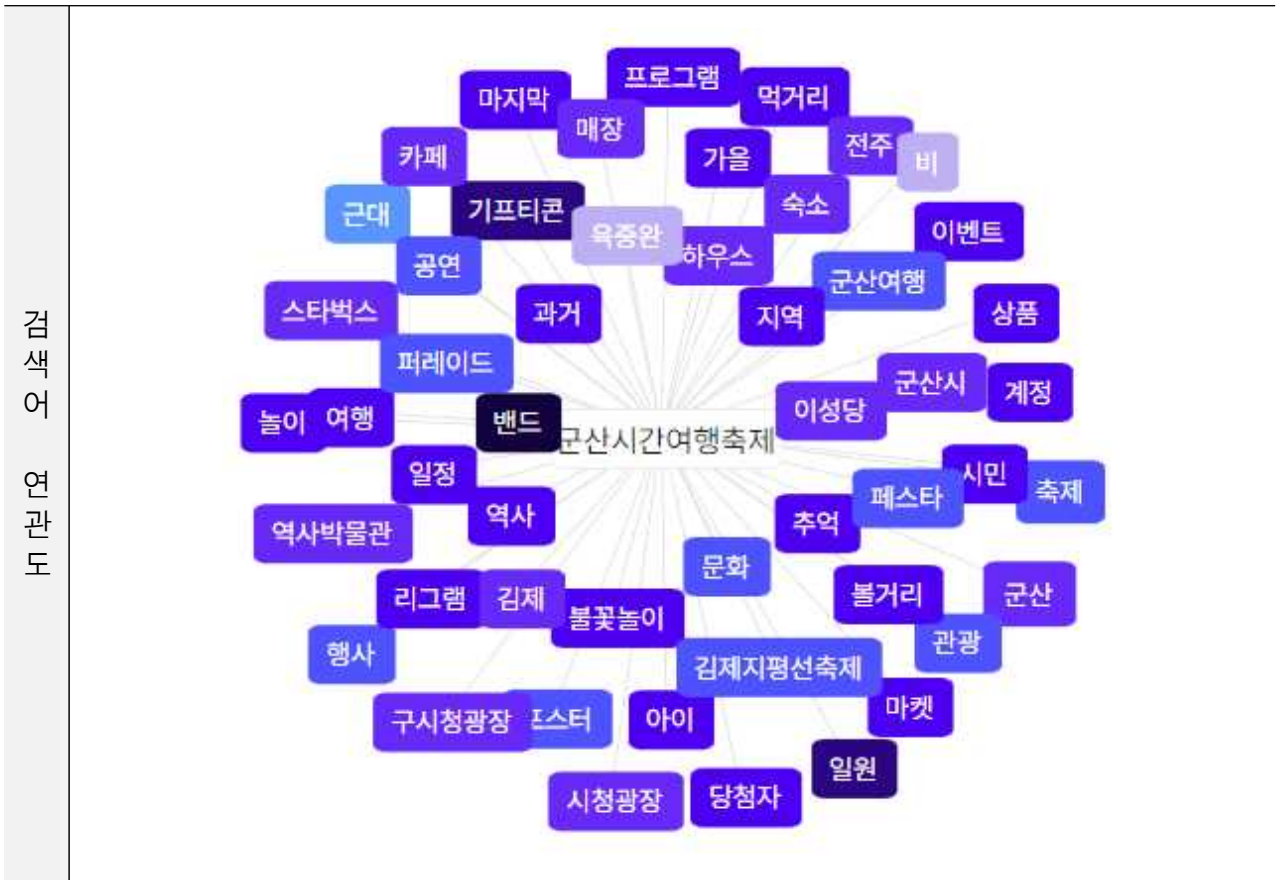 검색어 연관도
프로그램
마지막
먹거리
매장
전주
가을
비
카페
숙소
기프티콘
근대
육중완
이벤트
하우스
공연
군산여행
스타벅스
과거
지역
상품
퍼레이드
군산시
계정
이성당
놀이
여행
밴드
군산시간여행축제
일정
시민
축제
페스타
역사
추억
역사박물관
문화
리그램
김제
볼거리
군산
불꽃놀이
관광
행사
김제지평선축제
구시청광장
포스터
아이
마켓
일원
시청광장
당첨자